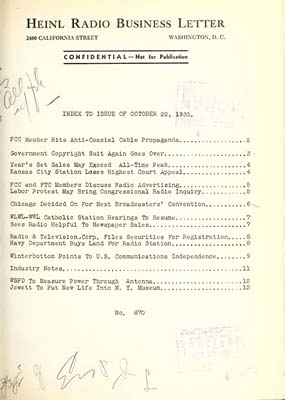 HEINL RADIO BUSINESS LETTER
2400 CALIFORNIA STREET WASHINGTON, D. C.
CONFIDENTIAL—Not for Publication
INDEX TO ISSUE OF OCTOBER 22, 1935.
FCC Member Hits Anti-Coaxial Cable Propaganda....................2
Government Copyright Suit Again Goes Over........................3
Year's Set Sales May Exceed All-Time Peak........................4
Kansas City Station Loses Highest Court Appeal...................4
FCC and FTC Members Discuss Radio Advertising....................5
Labor Protest May Bring Congressional Radio Inquiry..............5
Chicago Decided On For Next Broadcasters' Convention.............6
WLWL-WWL Catholic Station Hearings To Resume.....................7
Sees Radio Helpful To Newspaper Sales............................7
Radio & Television.Corp. Files Securities For Registration.......8
Navy Department Buys Land For Radio Station......................8
Winterbottom Points To U.S. Communications Independence..........9
Industry Notes..................................................11
WSPD To Measure Power Through Antenna...........................12
Jewett To Put New Life Into N. Y. Museum........................12
No. 870